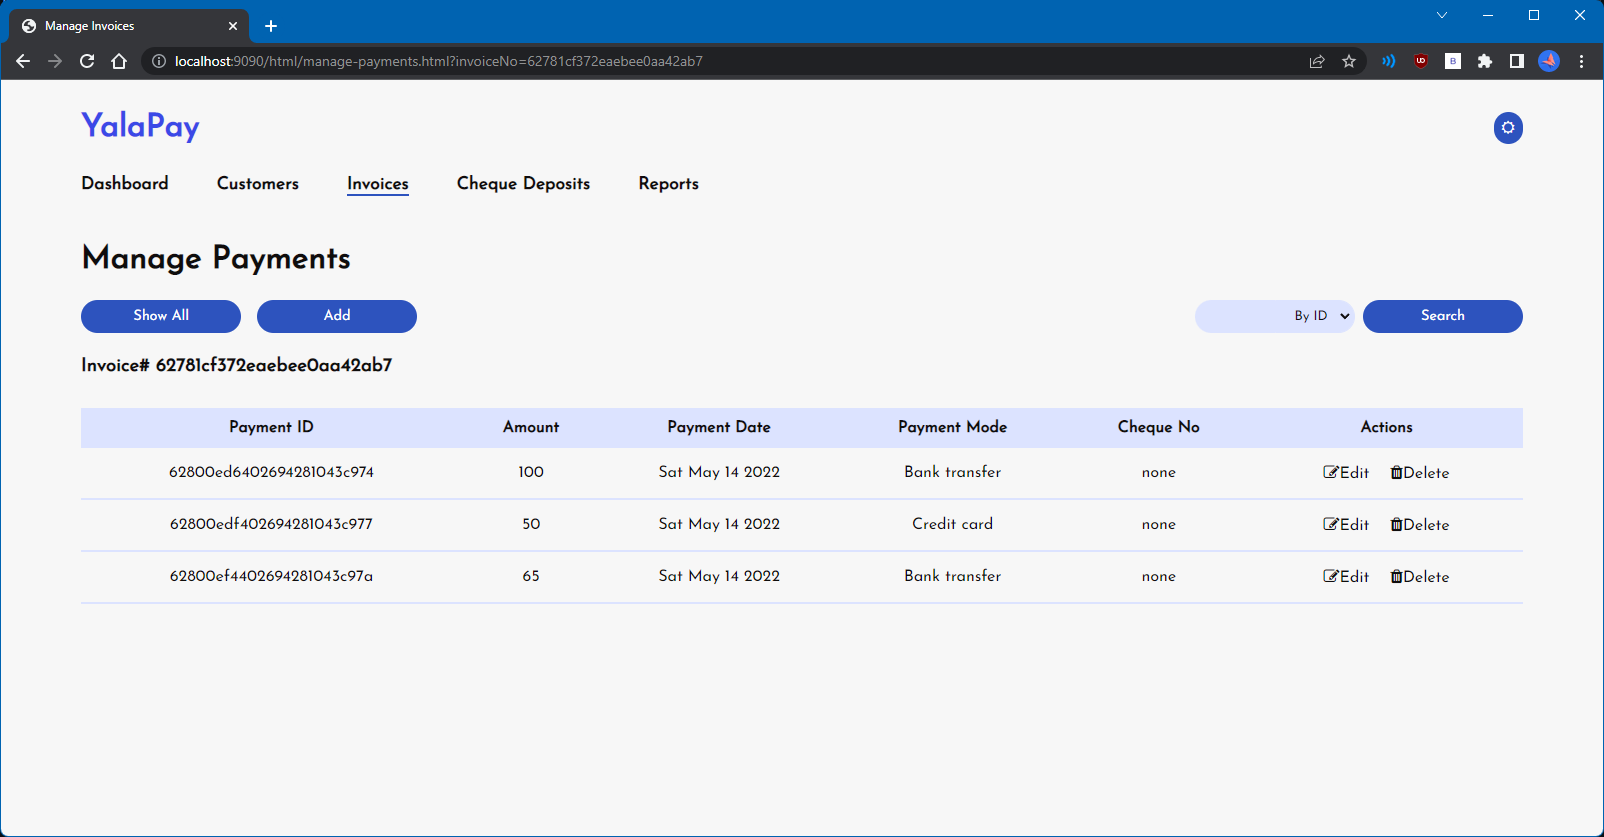 Manage Invoices
localhost:9090/html/manage-payments.html?invoiceNo=62781cf372eaebee0aa42ab7
YalaPay
Dashboard Customers Invoices Cheque Deposits Reports
Manage Payments
Show All Add By ID Search
Invoice# 62781cf372eaebee0aa42ab7
Payment ID Amount Payment Date Payment Mode Cheque No Actions
62800ed6402694281043c974 100 Sat May 14 2022 Bank transfer none Edit Delete
62800edf402694281043c977 50 Sat May 14 2022 Credit card none Edit Delete
62800ef4402694281043c97a 65 Sat May 14 2022 Bank transfer none Edit Delete